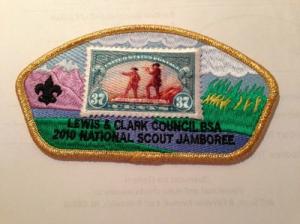 UNITED STATES POSTAGE
37 37
LEWIS & CLARK COUNCIL BSA
2010 NATIONAL SCOUT JAMBOREE